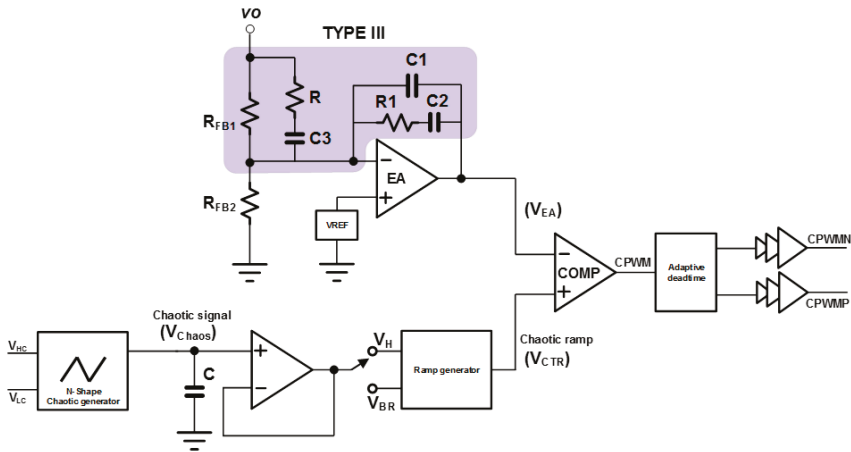 vo
TYPE III
C1
R
R1
C2
RFB1
C3
EA
RFB2
VREF
(VEA)
COMP
CPWM
Adaptive
deadtime
CPWMN
CPWMP
Chaotic signal
(VChaos)
VHC
VLC
N-Shape
Chaotic generator
C
VH
VBR
Ramp generator
Chaotic ramp
(VCTR)